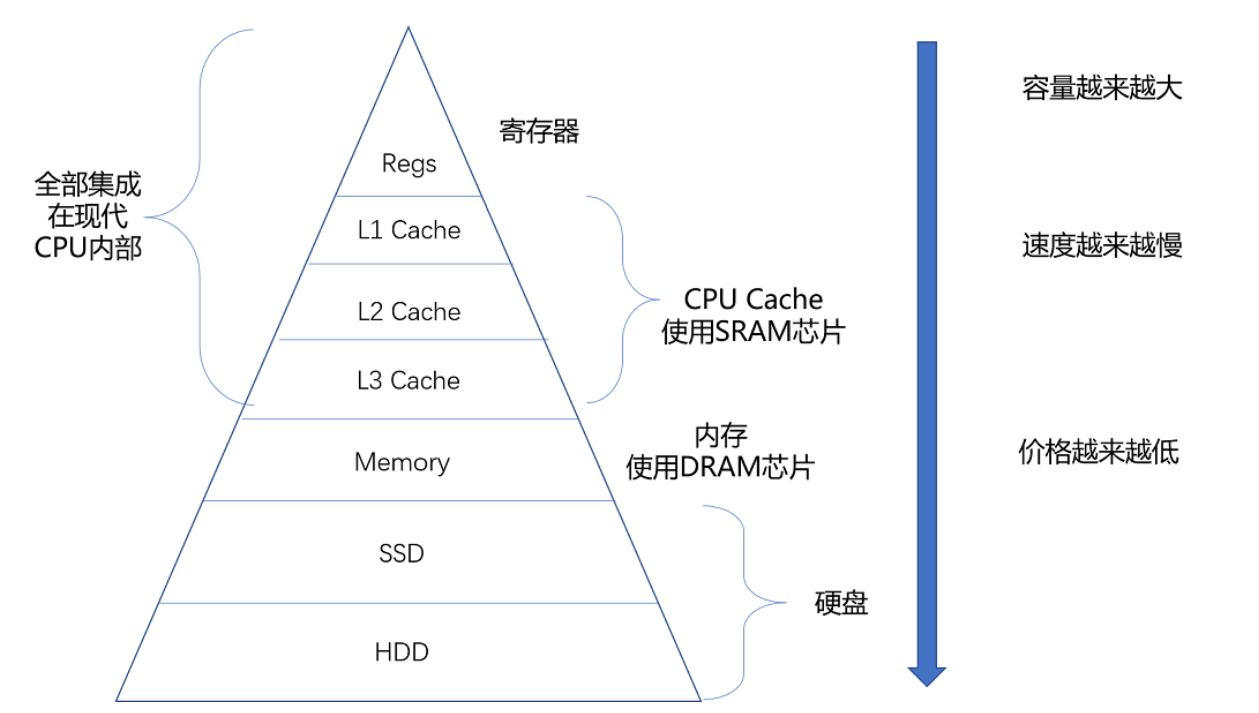 容量越来越大
寄存器
Regs
全部集成
在现代
CPU内部
L1 Cache
速度越来越慢
L2 Cache
CPU Cache
使用SRAM芯片
L3 Cache
内存
使用DRAM芯片
价格越来越低
Memory
SSD
硬盘
HDD